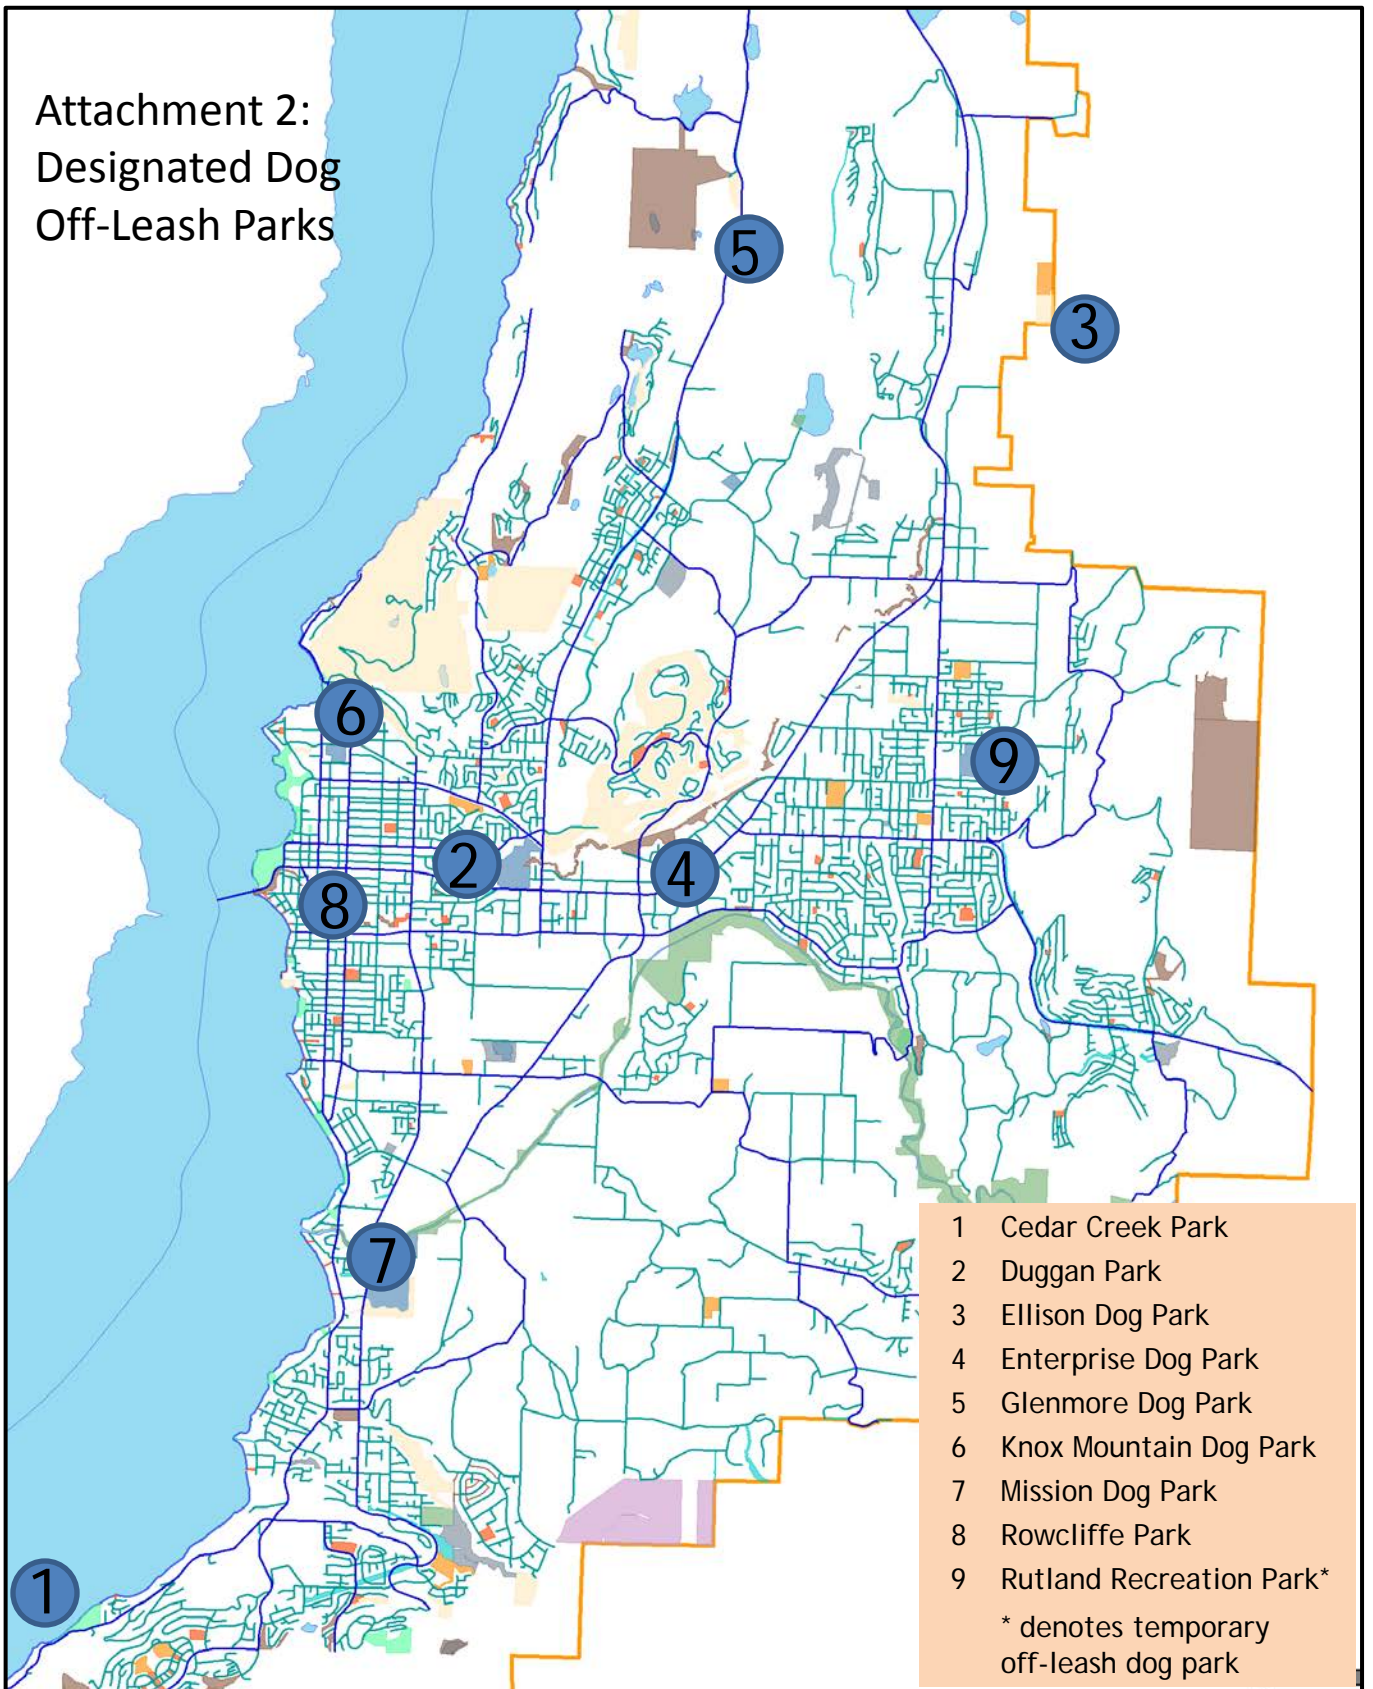 Attachment 2:
Designated Dog
Off-Leash Parks
5
3
6
9
2
4
8
7
1
1 Cedar Creek Park
2 Duggan Park
3 Ellison Dog Park
4 Enterprise Dog Park
5 Glenmore Dog Park
6 Knox Mountain Dog Park
7 Mission Dog Park
8 Rowcliffe Park
9 Rutland Recreation Park*
* denotes temporary
off-leash dog park